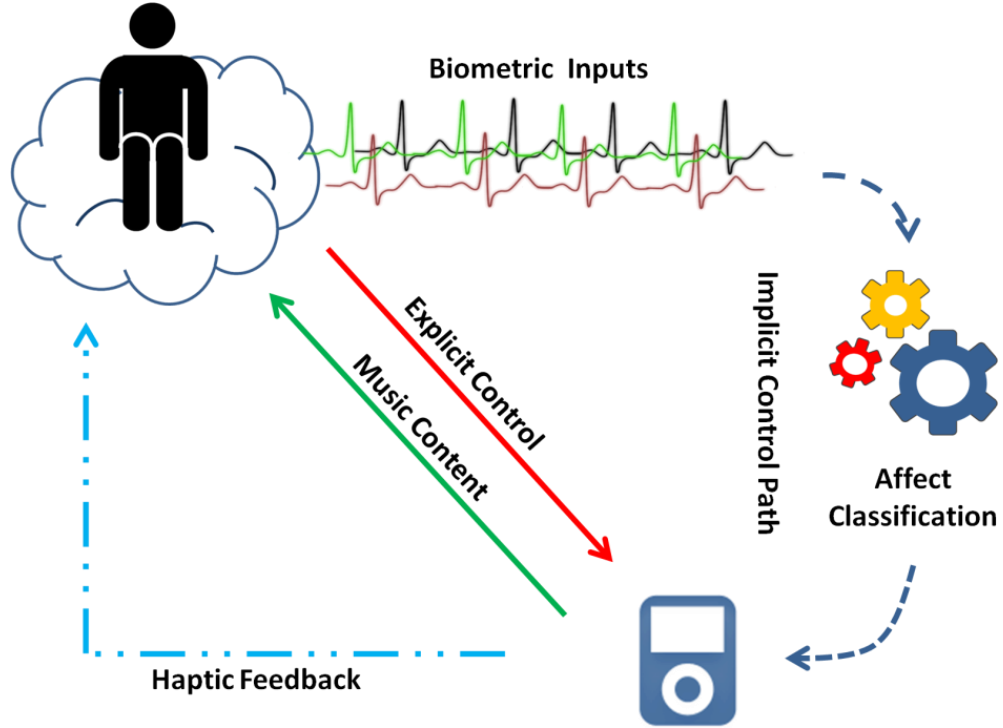 Biometric Inputs
Explicit Control
Music Content
Implicit Control Path
Affect
Classification
Haptic Feedback